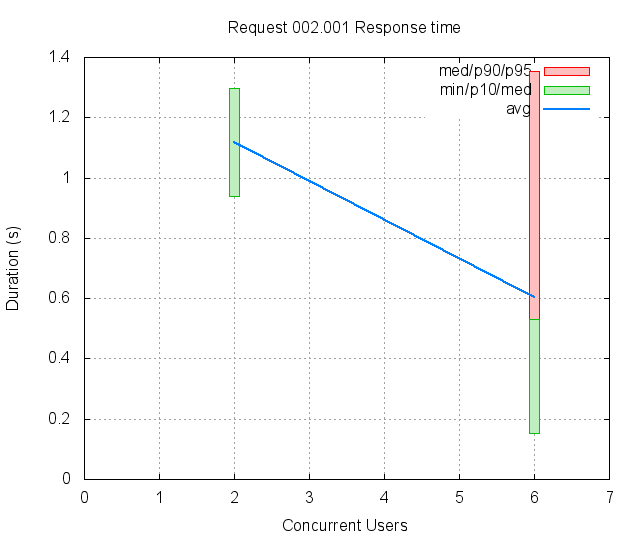 Request 002.001 Response time
1.4
1.2
1
0.8
0.6
0.4
0.2
0
Duration (s)
med/p90/p95
min/p10/med
avg
0 1 2 3 4 5 6 7
Concurrent Users